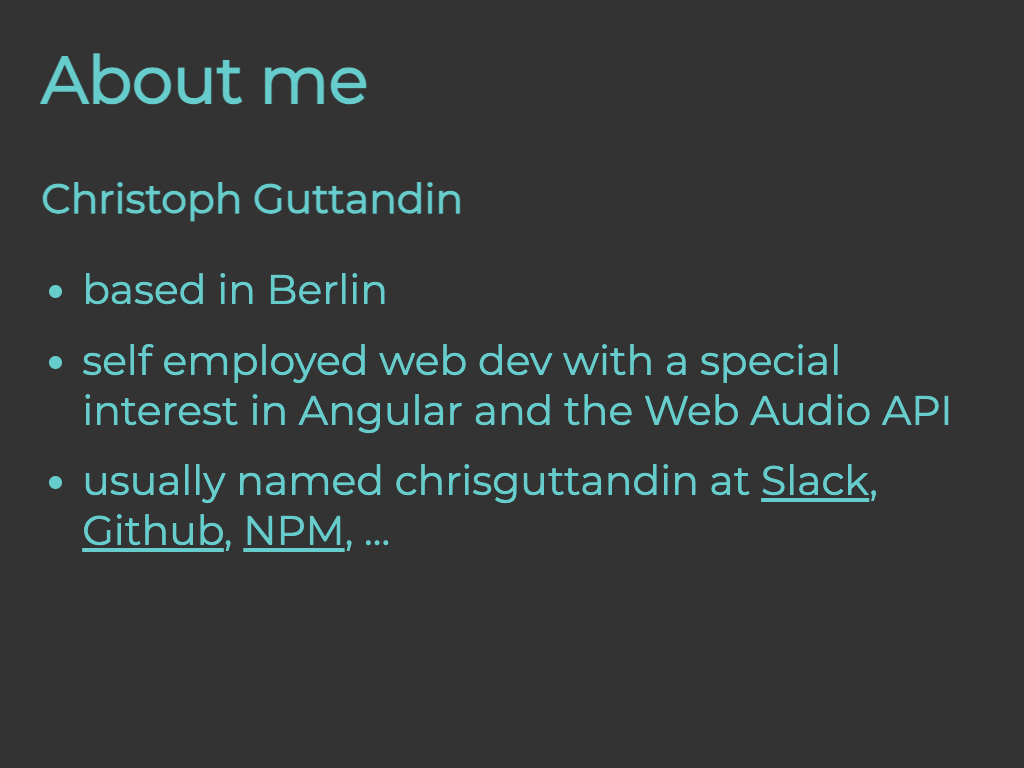 About me
Christoph Guttandin
• based in Berlin
• self employed web dev with a special
interest in Angular and the Web Audio API
• usually named chrisguttandin at Slack,
Github, NPM, ...